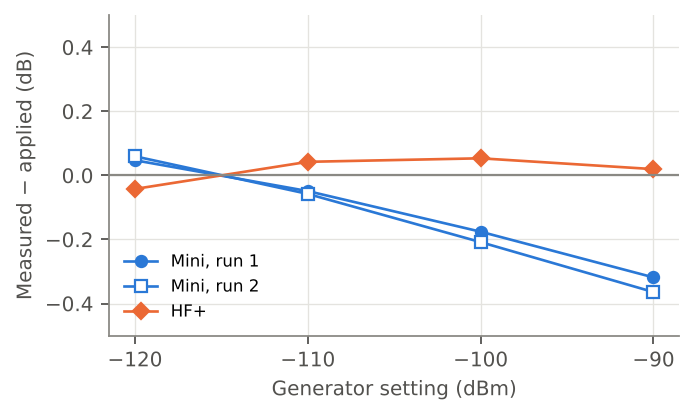 Measured − applied (dB)
0.4
0.2
0.0
−0.2
−0.4
Mini, run 1
Mini, run 2
HF+
−120
−110
−100
−90
Generator setting (dBm)